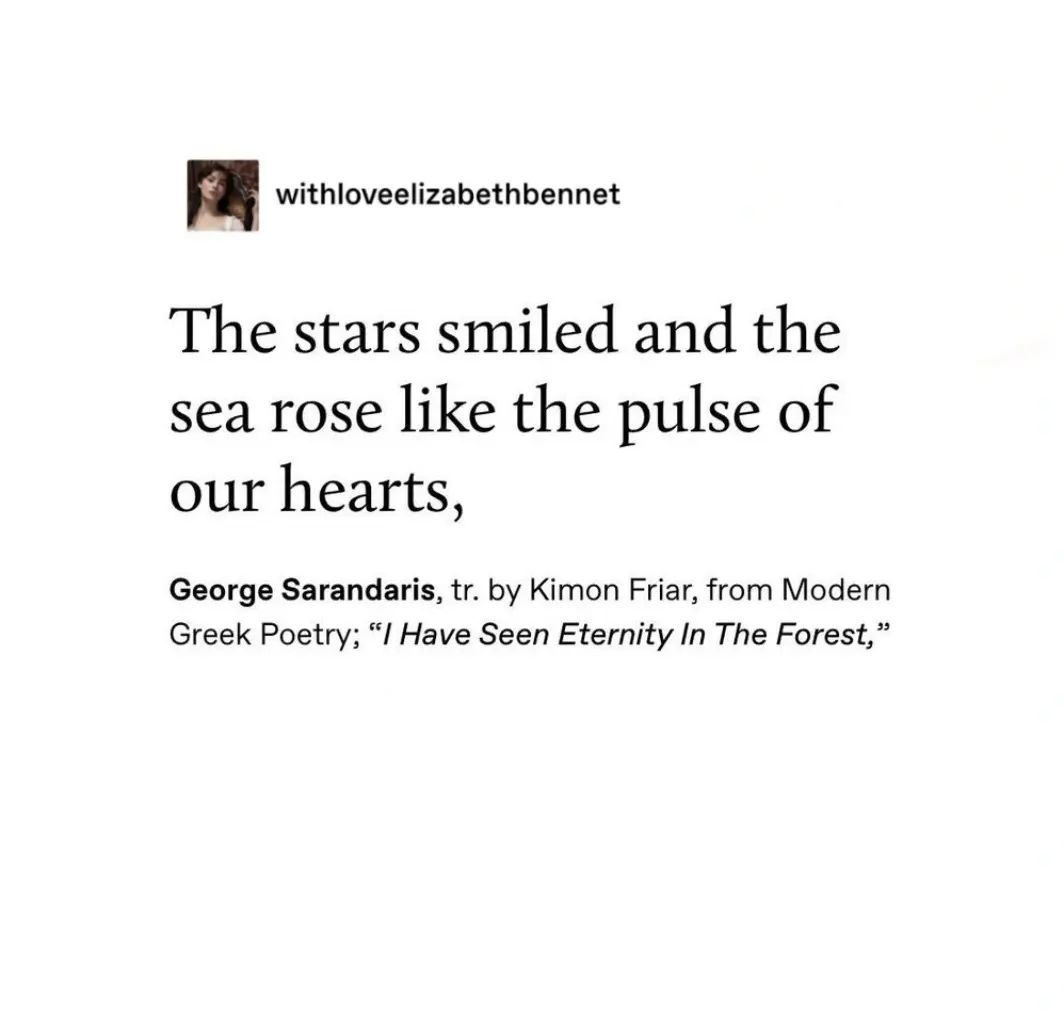 withloveelizabethbennet
The stars smiled and the
sea rose like the pulse of
our hearts,
George Sarandaris, tr. by Kimon Friar, from Modern
Greek Poetry; “I Have Seen Eternity In The Forest,”